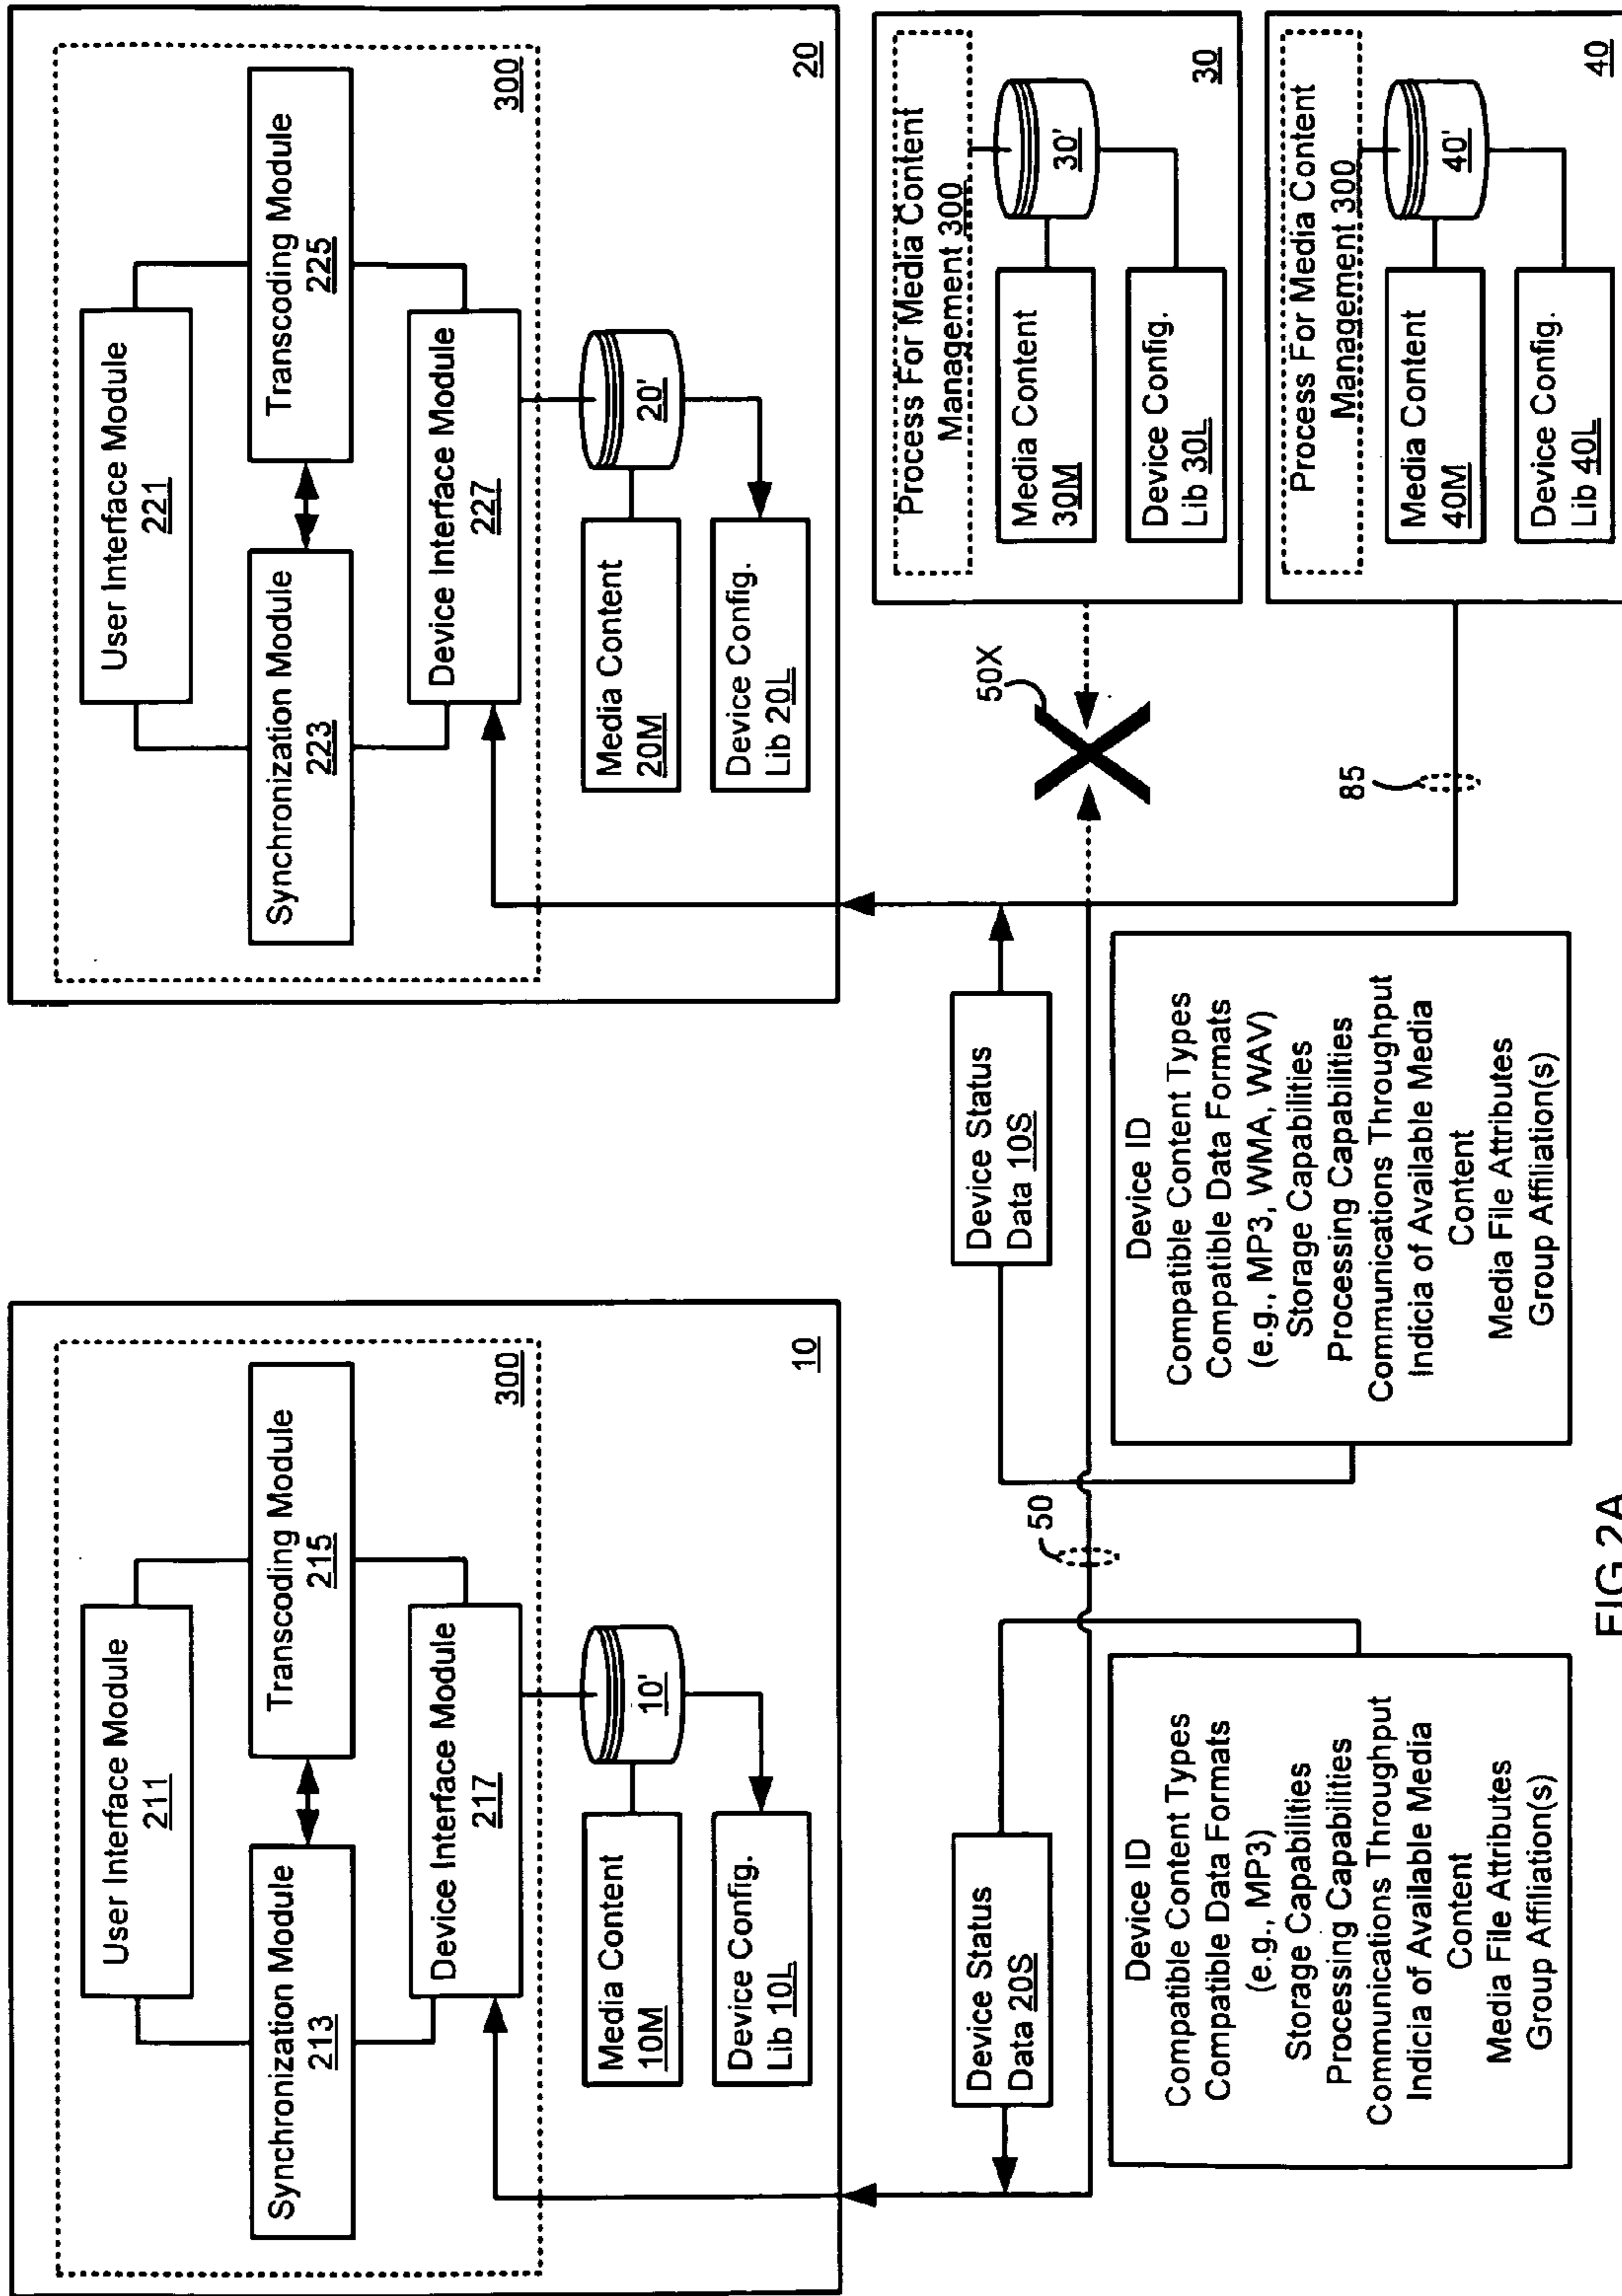 User Interface Module
211
Synchronization Module
213
Transcoding Module
215
Device Interface Module
217
300
10'
Media Content
10M
Device Config.
Lib 10L
10
User Interface Module
221
Synchronization Module
223
Transcoding Module
225
Device Interface Module
227
300
20'
Media Content
20M
Device Config.
Lib 20L
20
Device Status
Data 20S
Device ID
Compatible Content Types
Compatible Data Formats
(e.g., MP3)
Storage Capabilities
Processing Capabilities
Communications Throughput
Indicia of Available Media
Content
Media File Attributes
Group Affiliation(s)
50
Device Status
Data 10S
Device ID
Compatible Content Types
Compatible Data Formats
(e.g., MP3, WMA, WAV)
Storage Capabilities
Processing Capabilities
Communications Throughput
Indicia of Available Media
Content
Media File Attributes
Group Affiliation(s)
50X
85
Process For Media Content
Management 300
30'
Media Content
30M
Device Config.
Lib 30L
30
Process For Media Content
Management 300
40'
Media Content
40M
Device Config.
Lib 40L
40
FIG 2A